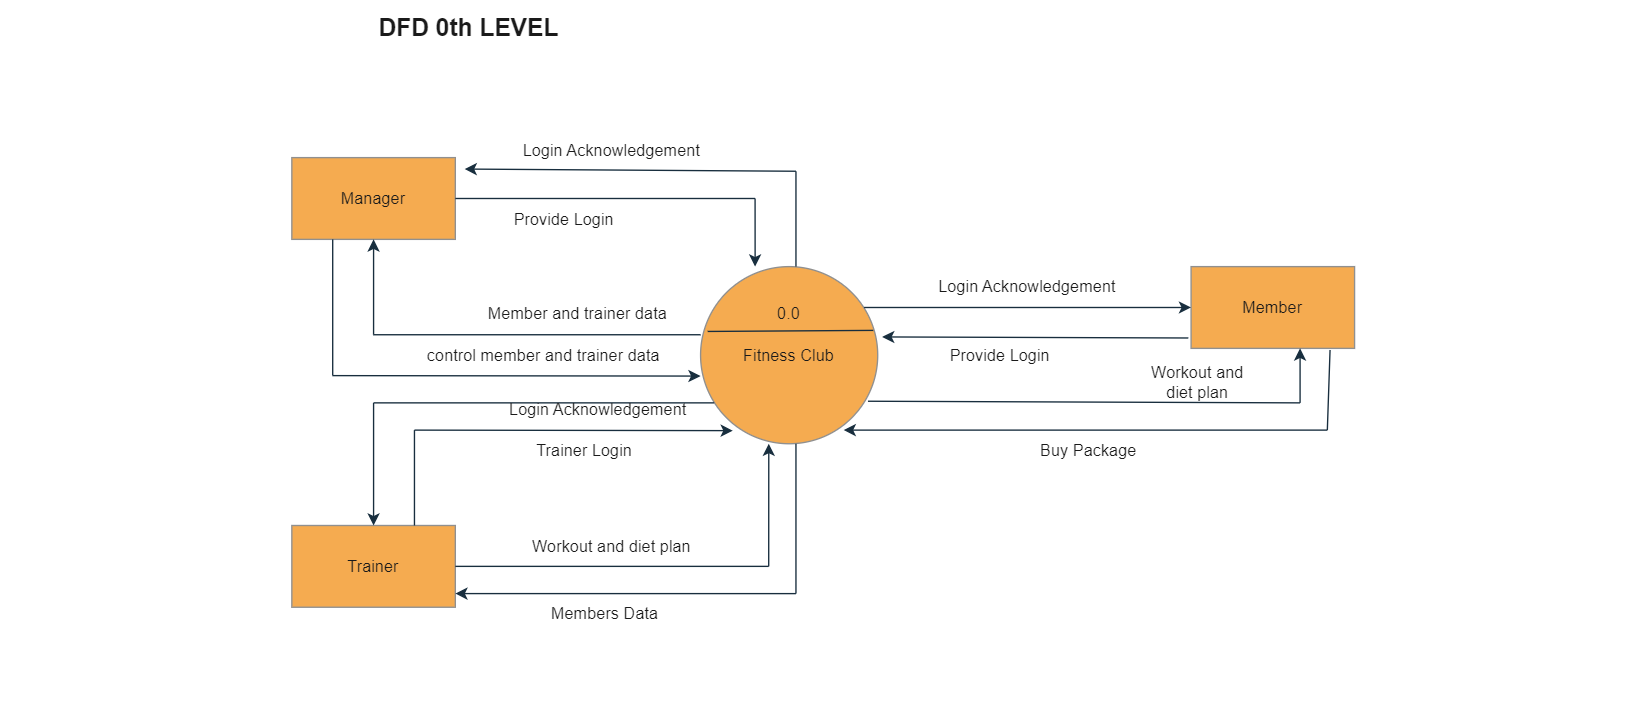 DFD 0th LEVEL
Login Acknowledgement
Manager
Provide Login
Login Acknowledgement
Member
Member and trainer data
0.0
control member and trainer data
Fitness Club
Provide Login
Workout and
diet plan
Login Acknowledgement
Trainer Login
Buy Package
Workout and diet plan
Trainer
Members Data